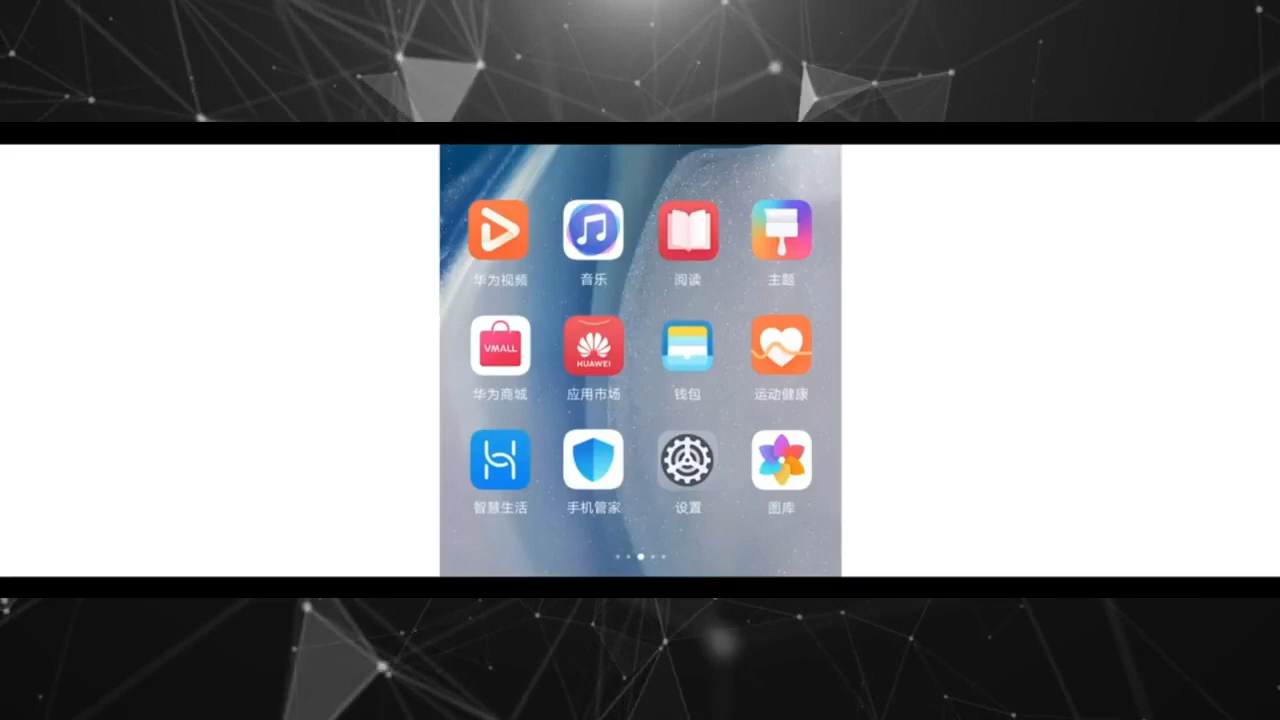 华为视频 音乐 阅读 主题
VMALL HUAWEI
华为商城 应用市场 钱包 运动健康
智慧生活 手机管家 设置 图库